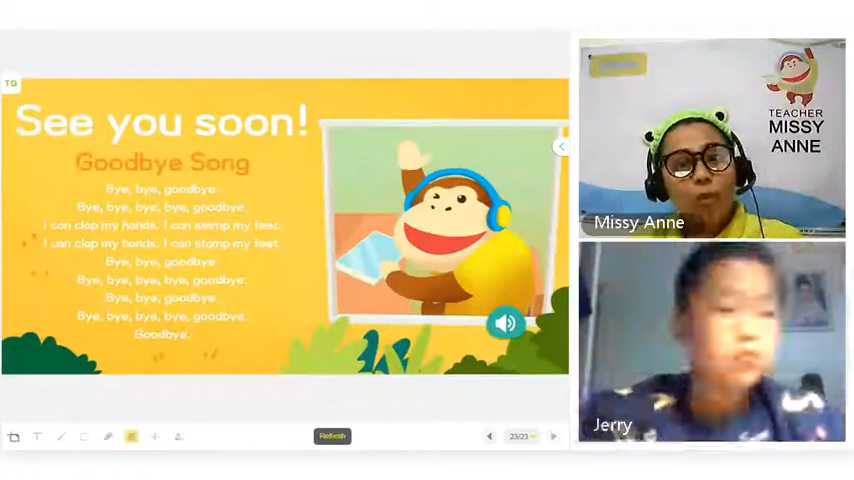 TG
See you soon!
Goodbye Song
Bye, bye, goodbye.
Bye, bye, bye, bye, goodbye.
I can clap my hands. I can stamp my feet.
I can clap my hands. I can stamp my feet.
Bye, bye, goodbye.
Bye, bye, bye, bye, goodbye.
Bye, bye, goodbye.
Bye, bye, bye, bye, goodbye.
Goodbye.
Refresh
23/23
TEACHER
MISSY
ANNE
Missy Anne
Jerry